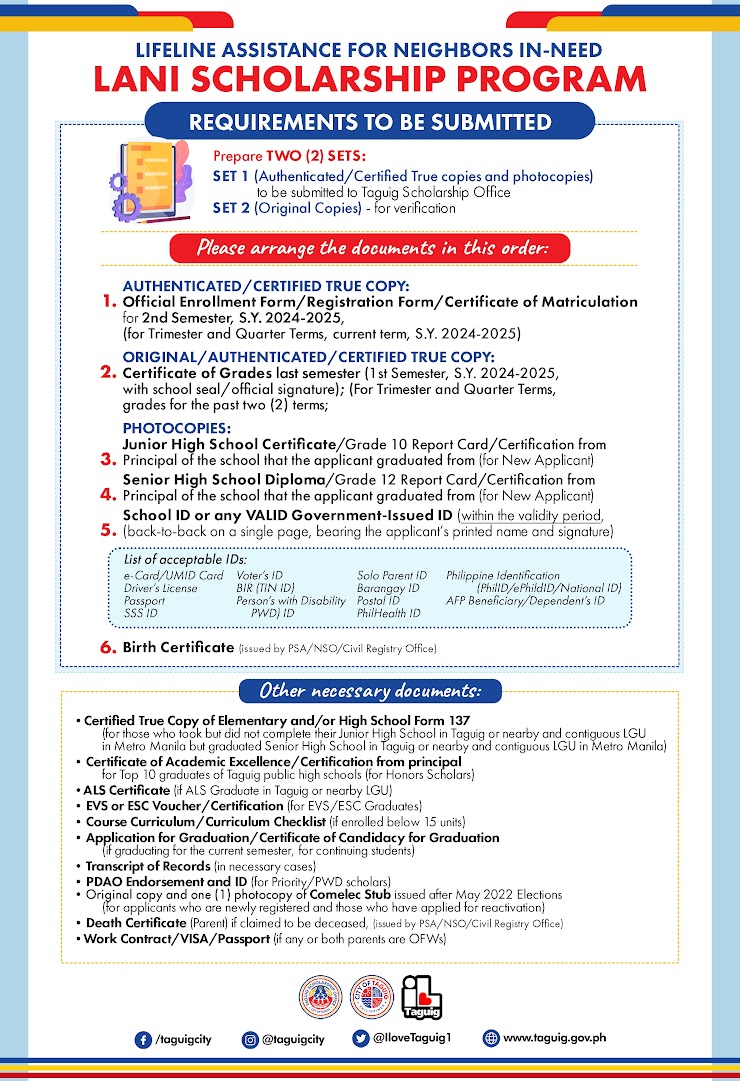 LIFELINE ASSISTANCE FOR NEIGHBORS IN-NEED
LANI SCHOLARSHIP PROGRAM
REQUIREMENTS TO BE SUBMITTED
Prepare TWO (2) SETS:
SET 1 (Authenticated/Certified True copies and photocopies)
to be submitted to Taguig Scholarship Office
SET 2 (Original Copies) - for verification
Please arrange the documents in this order:
AUTHENTICATED/CERTIFIED TRUE COPY:
1. Official Enrollment Form/Registration Form/Certificate of Matriculation
for 2nd Semester, S.Y. 2024-2025,
(for Trimester and Quarter Terms, current term, S.Y. 2024-2025)
ORIGINAL/AUTHENTICATED/CERTIFIED TRUE COPY:
2. Certificate of Grades last semester (1st Semester, S.Y. 2024-2025,
with school seal/official signature); (For Trimester and Quarter Terms,
grades for the past two (2) terms;
PHOTOCOPIES:
Junior High School Certificate/Grade 10 Report Card/Certification from
3. Principal of the school that the applicant graduated from (for New Applicant)
Senior High School Diploma/Grade 12 Report Card/Certification from
4. Principal of the school that the applicant graduated from (for New Applicant)
School ID or any VALID Government-Issued ID (within the validity period,
5. (back-to-back on a single page, bearing the applicant's printed name and signature)
List of acceptable IDs:
e-Card/UMID Card Voter's ID Solo Parent ID Philippine Identification
Driver's License BIR (TIN ID) Barangay ID (PhilID/ePhildID/National ID)
Passport Person's with Disability Postal ID AFP Beneficiary/Dependent's ID
SSS ID PWD) ID PhilHealth ID
6. Birth Certificate (issued by PSA/NSO/Civil Registry Office)
Other necessary documents:
• Certified True Copy of Elementary and/or High School Form 137
(for those who took but did not complete their Junior High School in Taguig or nearby and contiguous LGU
in Metro Manila but graduated Senior High School in Taguig or nearby and contiguous LGU in Metro Manila)
• Certificate of Academic Excellence/Certification from principal
for Top 10 graduates of Taguig public high schools (for Honors Scholars)
• ALS Certificate (if ALS Graduate in Taguig or nearby LGU)
• EVS or ESC Voucher/Certification (for EVS/ESC Graduates)
• Course Curriculum/Curriculum Checklist (if enrolled below 15 units)
• Application for Graduation/Certificate of Candidacy for Graduation
(if graduating for the current semester, for continuing students)
• Transcript of Records (in necessary cases)
• PDAO Endorsement and ID (for Priority/PWD scholars)
• Original copy and one (1) photocopy of Comelec Stub issued after May 2022 Elections
(for applicants who are newly registered and those who have applied for reactivation)
• Death Certificate (Parent) if claimed to be deceased, (issued by PSA/NSO/Civil Registry Office)
• Work Contract/VISA/Passport (if any or both parents are OFWs)
CITY OF TAGUIG
Taguig
/taguigcity @taguigcity @IloveTaguig1 www.taguig.gov.ph